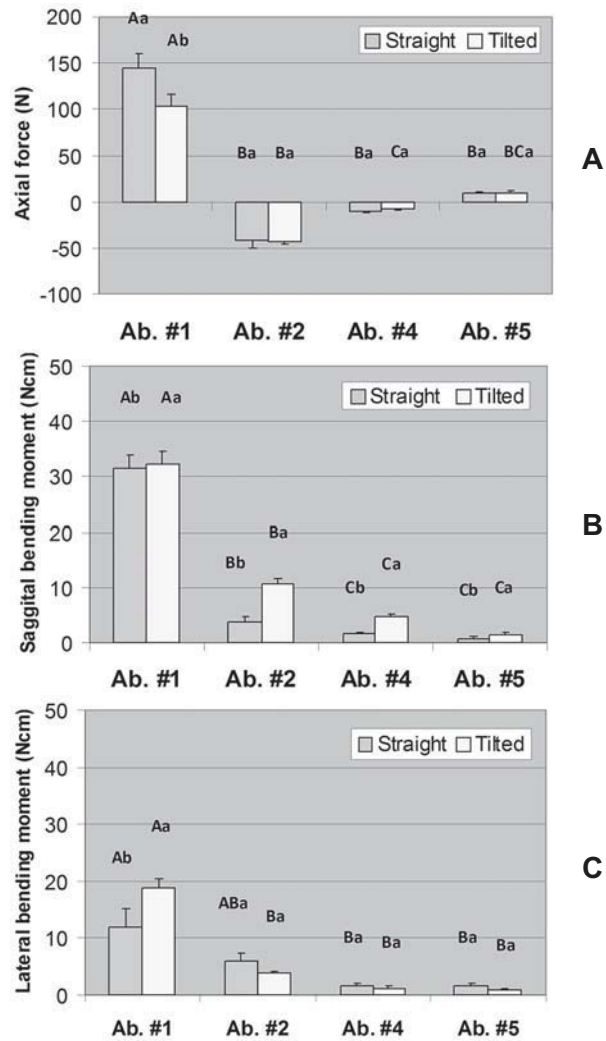 200
Aa
Ab
Straight
Tilted
150
Axial force (N)
100
50
Ba
Ba
Ba
Ca
Ba
BCa
A
0
-50
-100
Ab. #1
Ab. #2
Ab. #4
Ab. #5
50
Straight
Tilted
Saggital bending moment (Ncm)
Ab
Aa
40
30
20
Bb
Ba
B
10
Cb
Ca
Cb
Ca
0
Ab. #1
Ab. #2
Ab. #4
Ab. #5
50
Straight
Tilted
Lateral bending moment (Ncm)
40
30
Ab
Aa
C
20
ABa
Ba
Ba
Ba
Ba
Ba
10
0
Ab. #1
Ab. #2
Ab. #4
Ab. #5